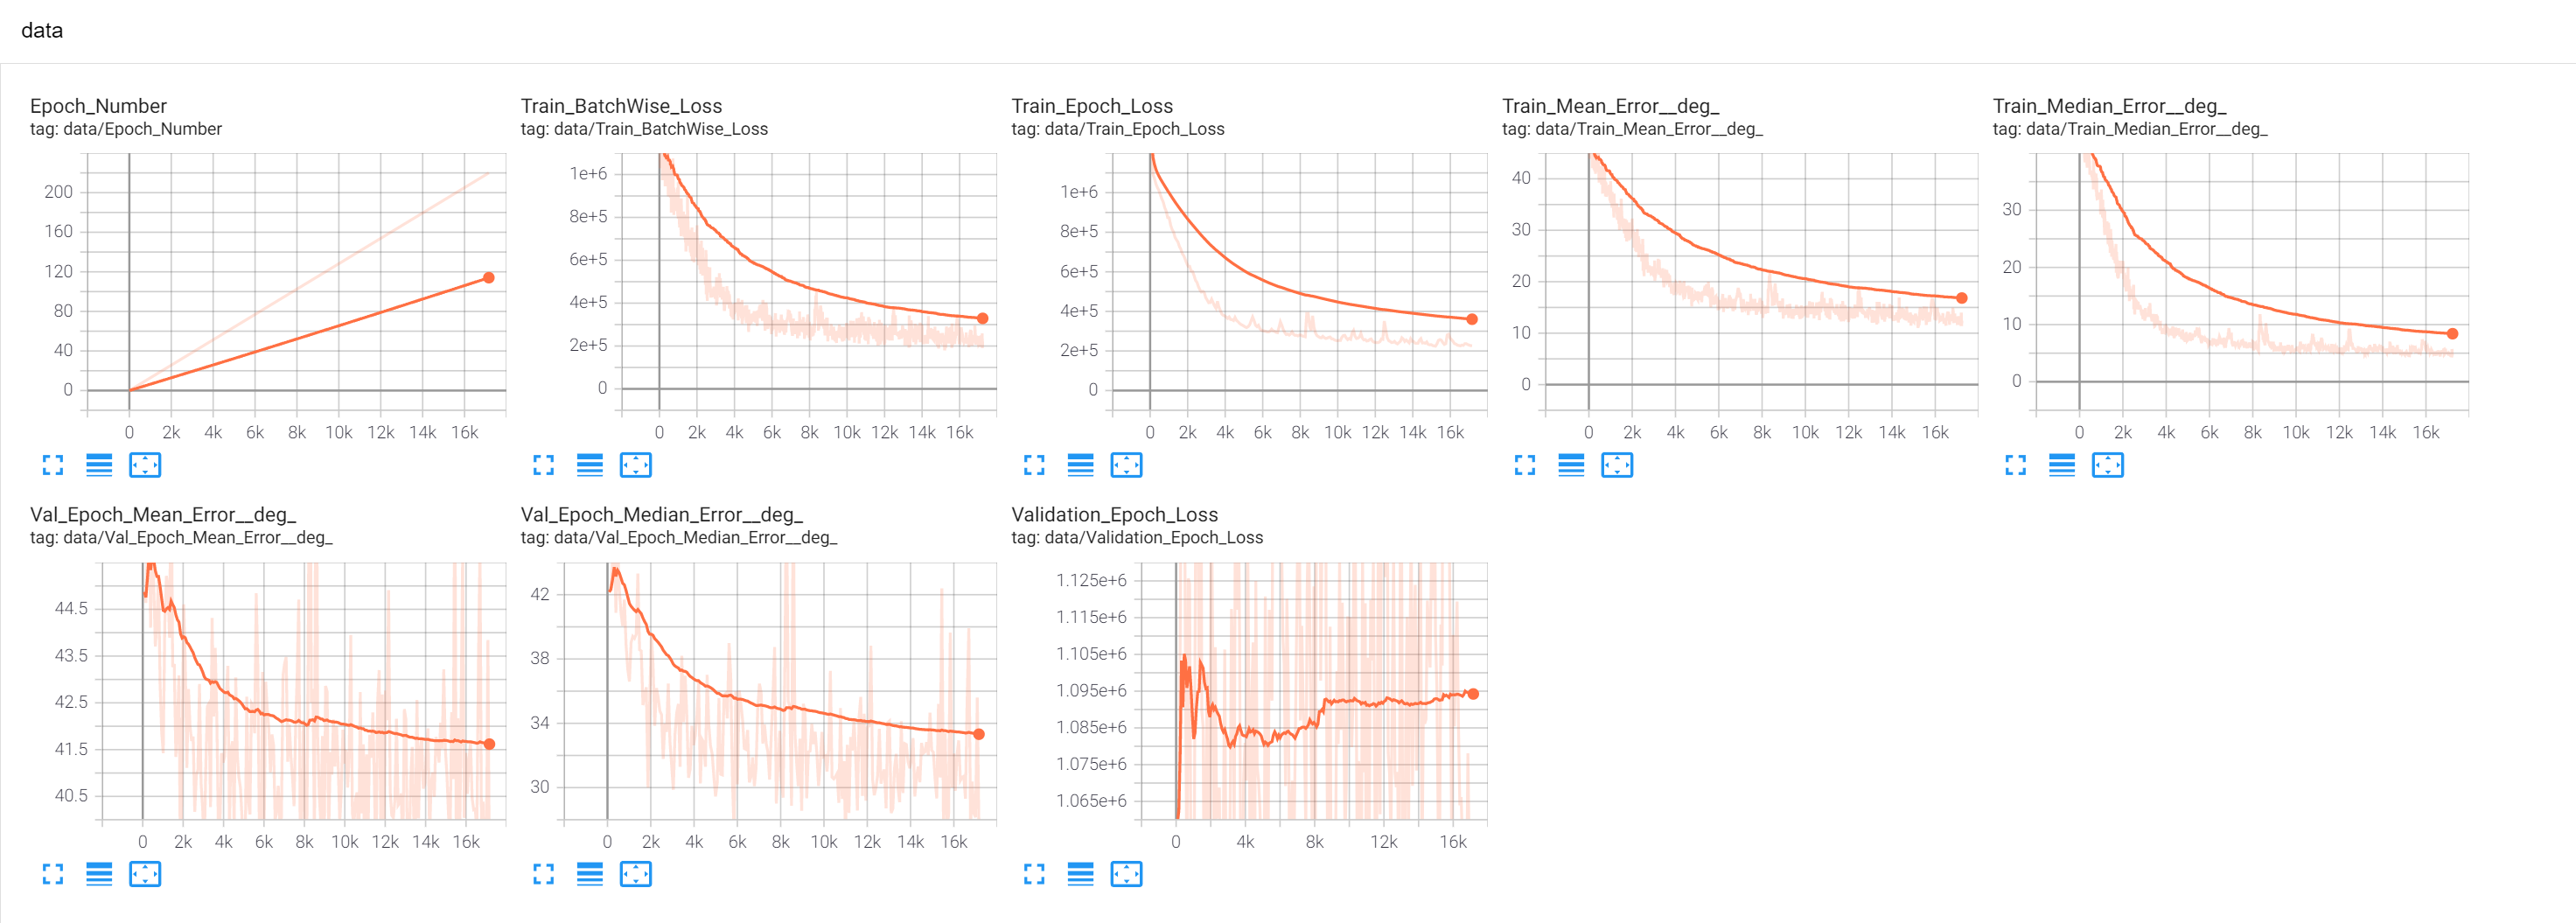 data
Epoch_Number
tag: data/Epoch_Number
200
160
120
80
40
0
0 2k 4k 6k 8k 10k 12k 14k 16k
Train_BatchWise_Loss
tag: data/Train_BatchWise_Loss
1e+6
8e+5
6e+5
4e+5
2e+5
0
0 2k 4k 6k 8k 10k 12k 14k 16k
Train_Epoch_Loss
tag: data/Train_Epoch_Loss
1e+6
8e+5
6e+5
4e+5
2e+5
0
0 2k 4k 6k 8k 10k 12k 14k 16k
Train_Mean_Error__deg_
tag: data/Train_Mean_Error__deg_
40
30
20
10
0
0 2k 4k 6k 8k 10k 12k 14k 16k
Train_Median_Error__deg_
tag: data/Train_Median_Error__deg_
30
20
10
0
0 2k 4k 6k 8k 10k 12k 14k 16k
Val_Epoch_Mean_Error__deg_
tag: data/Val_Epoch_Mean_Error__deg_
44.5
43.5
42.5
41.5
40.5
0 2k 4k 6k 8k 10k 12k 14k 16k
Val_Epoch_Median_Error__deg_
tag: data/Val_Epoch_Median_Error__deg_
42
38
34
30
0 2k 4k 6k 8k 10k 12k 14k 16k
Validation_Epoch_Loss
tag: data/Validation_Epoch_Loss
1.125e+6
1.115e+6
1.105e+6
1.095e+6
1.085e+6
1.075e+6
1.065e+6
0 4k 8k 12k 16k